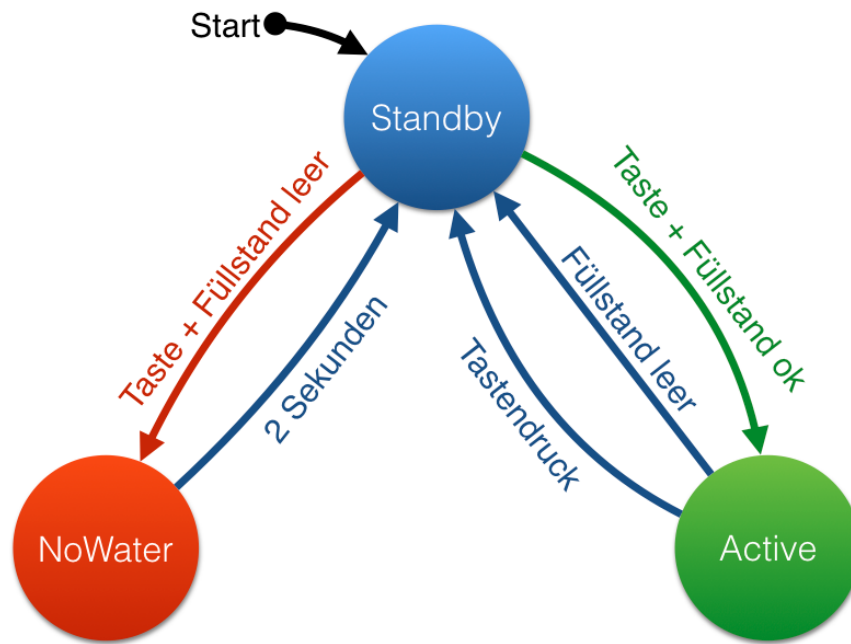 Start
Standby
Taste + Füllstand leer
2 Sekunden
Tastendruck
Füllstand leer
Taste + Füllstand ok
NoWater
Active